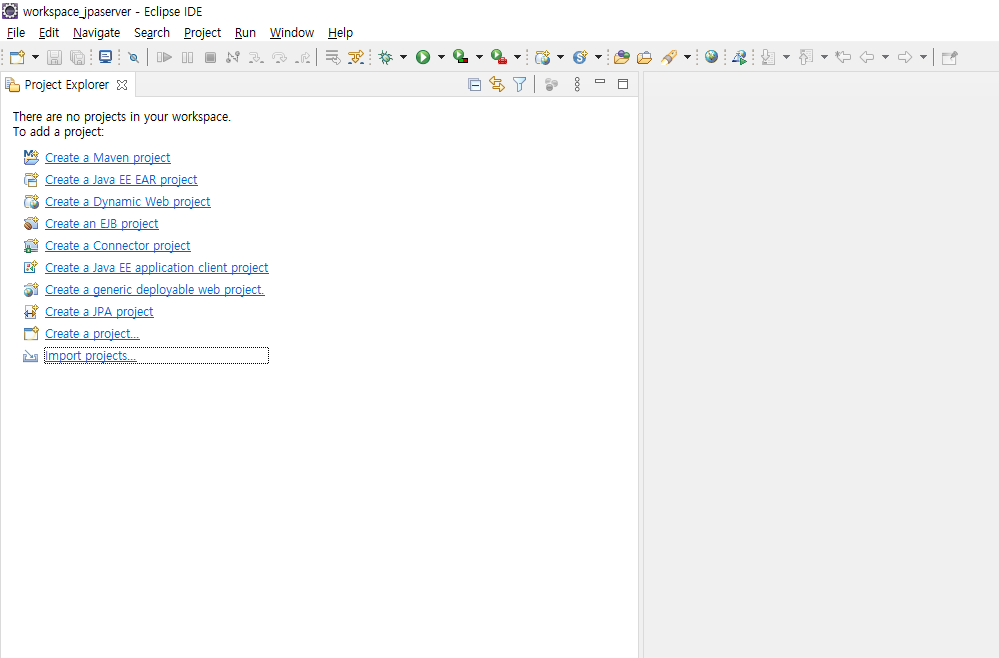 workspace_jpaserver - Eclipse IDE
File Edit Navigate Search Project Run Window Help
Project Explorer
There are no projects in your workspace.
To add a project:
Create a Maven project
Create a Java EE EAR project
Create a Dynamic Web project
Create an EJB project
Create a Connector project
Create a Java EE application client project
Create a generic deployable web project.
Create a JPA project
Create a project...
Import projects...